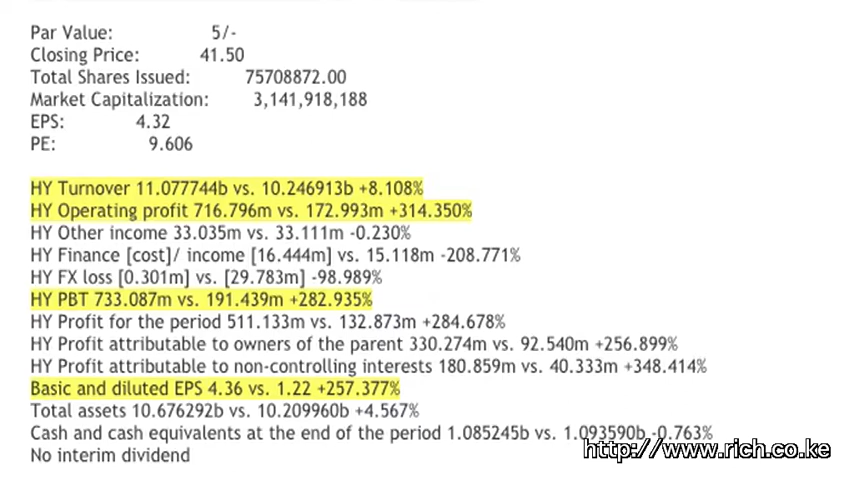 Par Value: 5/-
Closing Price: 41.50
Total Shares Issued: 75708872.00
Market Capitalization: 3,141,918,188
EPS: 4.32
PE: 9.606
HY Turnover 11.077744b vs. 10.246913b +8.108%
HY Operating profit 716.796m vs. 172.993m +314.350%
HY Other income 33.035m vs. 33.111m -0.230%
HY Finance [cost]/ income [16.444m] vs. 15.118m -208.771%
HY FX loss [0.301m] vs. [29.783m] -98.989%
HY PBT 733.087m vs. 191.439m +282.935%
HY Profit for the period 511.133m vs. 132.873m +284.678%
HY Profit attributable to owners of the parent 330.274m vs. 92.540m +256.899%
HY Profit attributable to non-controlling interests 180.859m vs. 40.333m +348.414%
Basic and diluted EPS 4.36 vs. 1.22 +257.377%
Total assets 10.676292b vs. 10.209960b +4.567%
Cash and cash equivalents at the end of the period 1.085245b vs. 1.093590b -0.763%
No interim dividend
http://www.rich.co.ke